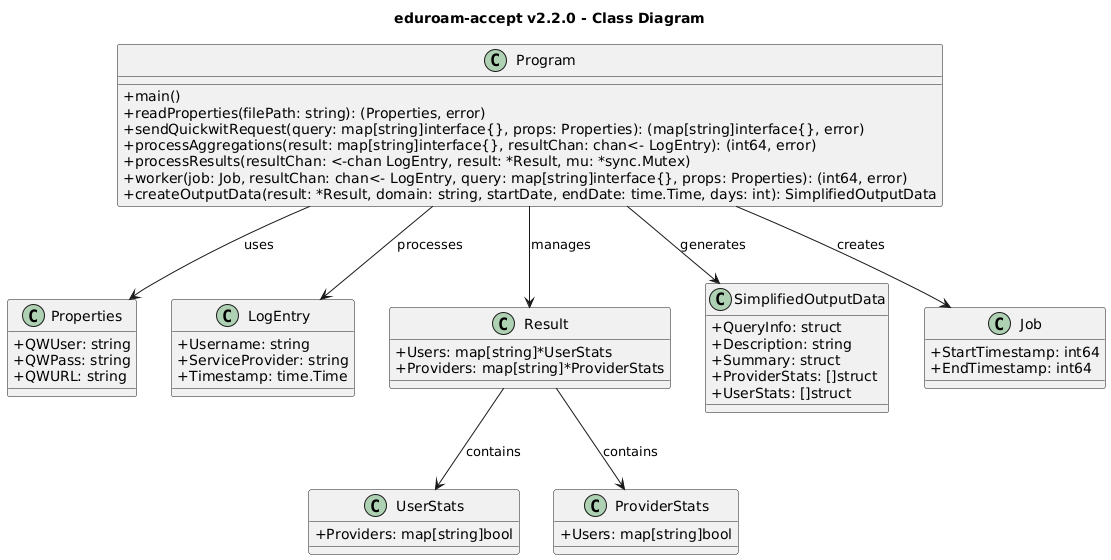 eduroam-accept v2.2.0 - Class Diagram
C Program
+main()
+readProperties(filePath: string): (Properties, error)
+sendQuickwitRequest(query: map[string]interface{}, props: Properties): (map[string]interface{}, error)
+processAggregations(result: map[string]interface{}, resultChan: chan<- LogEntry): (int64, error)
+processResults(resultChan: <-chan LogEntry, result: *Result, mu: *sync.Mutex)
+worker(job: Job, resultChan: chan<- LogEntry, query: map[string]interface{}, props: Properties): (int64, error)
+createOutputData(result: *Result, domain: string, startDate, endDate: time.Time, days: int): SimplifiedOutputData
uses
processes
manages
generates
creates
C Properties
+QWUser: string
+QWPass: string
+QWURL: string
C LogEntry
+Username: string
+ServiceProvider: string
+Timestamp: time.Time
C Result
+Users: map[string]*UserStats
+Providers: map[string]*ProviderStats
C SimplifiedOutputData
+QueryInfo: struct
+Description: string
+Summary: struct
+ProviderStats: []struct
+UserStats: []struct
C Job
+StartTimestamp: int64
+EndTimestamp: int64
contains
contains
C UserStats
+Providers: map[string]bool
C ProviderStats
+Users: map[string]bool